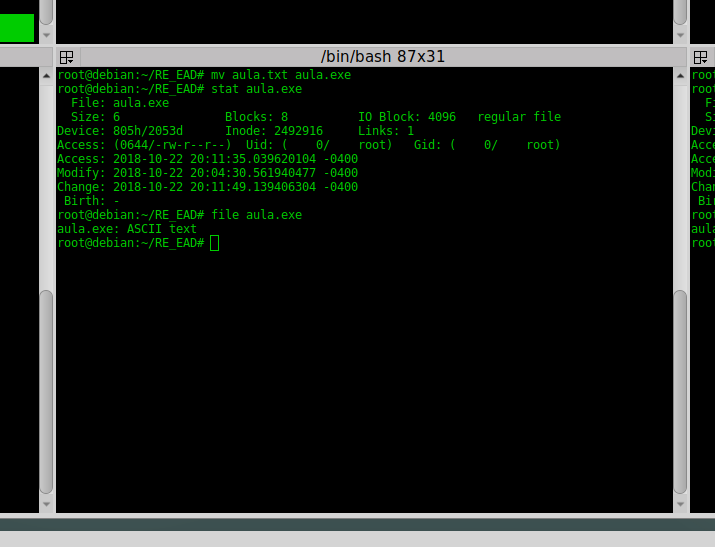 /bin/bash 87x31
root@debian:~/RE_EAD# mv aula.txt aula.exe
root@debian:~/RE_EAD# stat aula.exe
  File: aula.exe
  Size: 6               Blocks: 8          IO Block: 4096   regular file
Device: 805h/2053d      Inode: 2492916     Links: 1
Access: (0644/-rw-r--r--)  Uid: (    0/    root)   Gid: (    0/    root)
Access: 2018-10-22 20:11:35.039620104 -0400
Modify: 2018-10-22 20:04:30.561940477 -0400
Change: 2018-10-22 20:11:49.139406304 -0400
 Birth: -
root@debian:~/RE_EAD# file aula.exe
aula.exe: ASCII text
root@debian:~/RE_EAD#